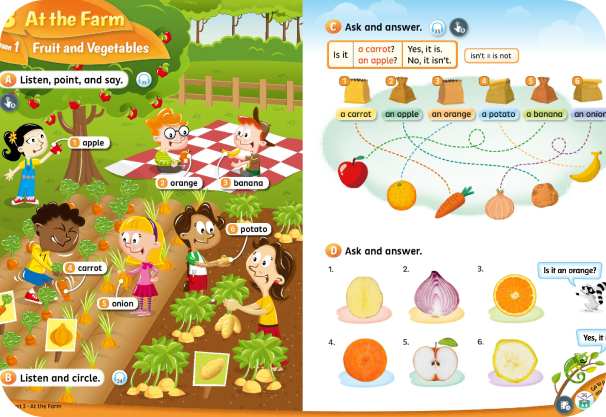 3 At the Farm
sson 1 Fruit and Vegetables
A Listen, point, and say.
1 apple
2 orange
3 banana
6 potato
4 carrot
5 onion
B Listen and circle.
it 3 - At the Farm
C Ask and answer.
Is it
a carrot?
an apple?
Yes, it is.
No, it isn't.
isn't = is not
1 2 3 4 5 6
a carrot an apple an orange a potato a banana an onion
D Ask and answer.
1. 2. 3.
Is it an orange?
4. 5. 6.
Yes, it i
Go to p